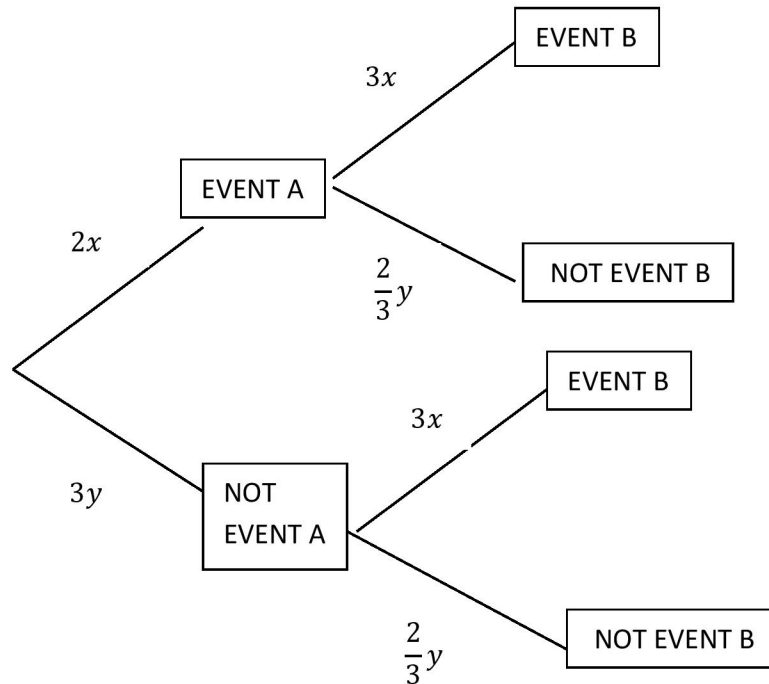 EVENT B
3x
EVENT A
2x
NOT EVENT B
2/3 y
EVENT B
3x
NOT
EVENT A
3y
NOT EVENT B
2/3 y